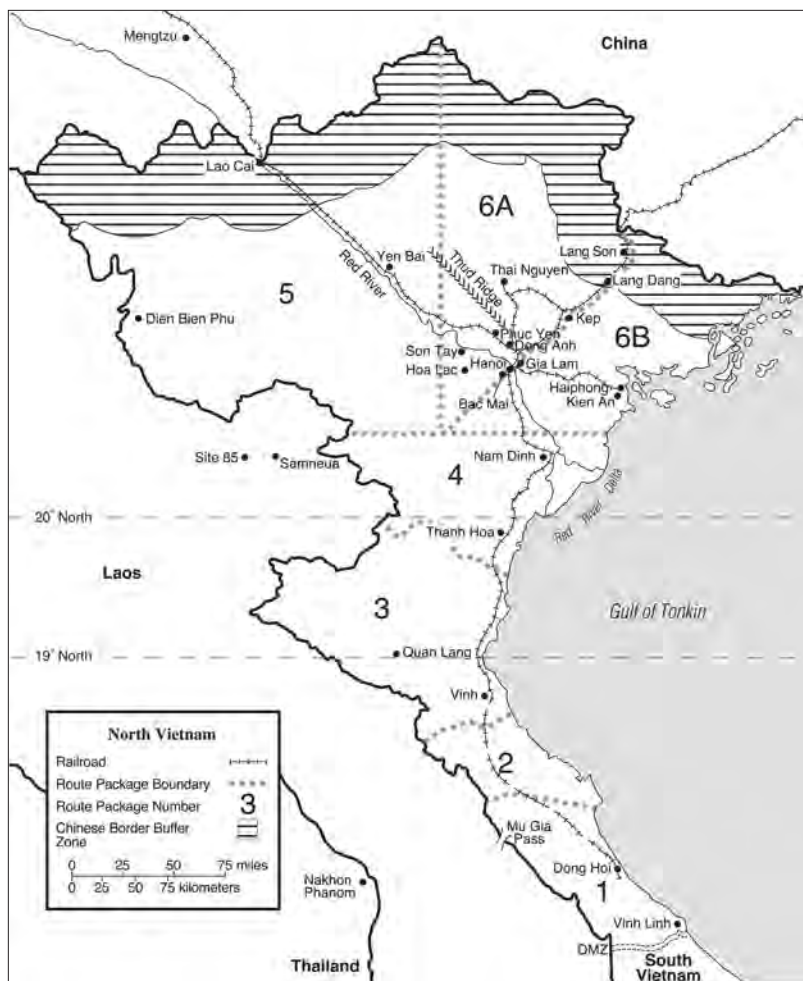 Mengtzu
China
Lao Cai
6A
Lang Son
Yen Bai
Thud Ridge
Thai Nguyen
Lang Dang
Red River
5
Dien Bien Phu
Kep
6B
Phuc Yen
Dong Anh
Son Tay
Hanoi
Gia Lam
Hoa Lac
Haiphong
Kien An
Bac Mai
Site 85
Samneua
4
Nam Dinh
Red River Delta
20° North
Thanh Hoa
Laos
3
Gulf of Tonkin
Quan Lang
19° North
Vinh
2
North Vietnam
Railroad
Route Package Boundary
Route Package Number
3
Chinese Border Buffer
Zone
0 25 50 75 miles
0 25 50 75 kilometers
Mu Gia
Pass
Dong Hoi
1
Nakhon
Phanom
Vinh Linh
DMZ
South
Vietnam
Thailand